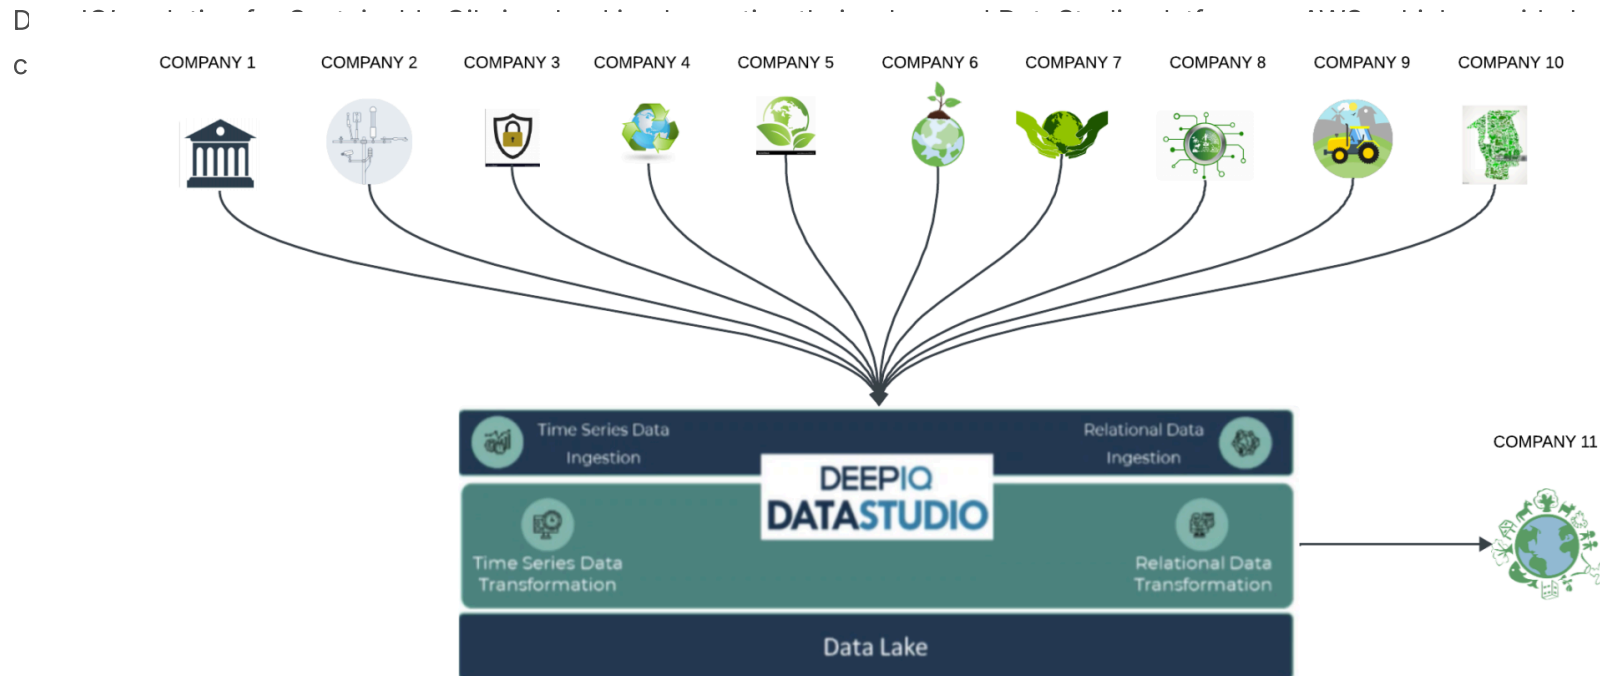 D
c
COMPANY 1 COMPANY 2 COMPANY 3 COMPANY 4 COMPANY 5 COMPANY 6 COMPANY 7 COMPANY 8 COMPANY 9 COMPANY 10
Time Series Data
Ingestion
Relational Data
Ingestion
DEEPIQ
DATASTUDIO
COMPANY 11
Time Series Data
Transformation
Relational Data
Transformation
Data Lake